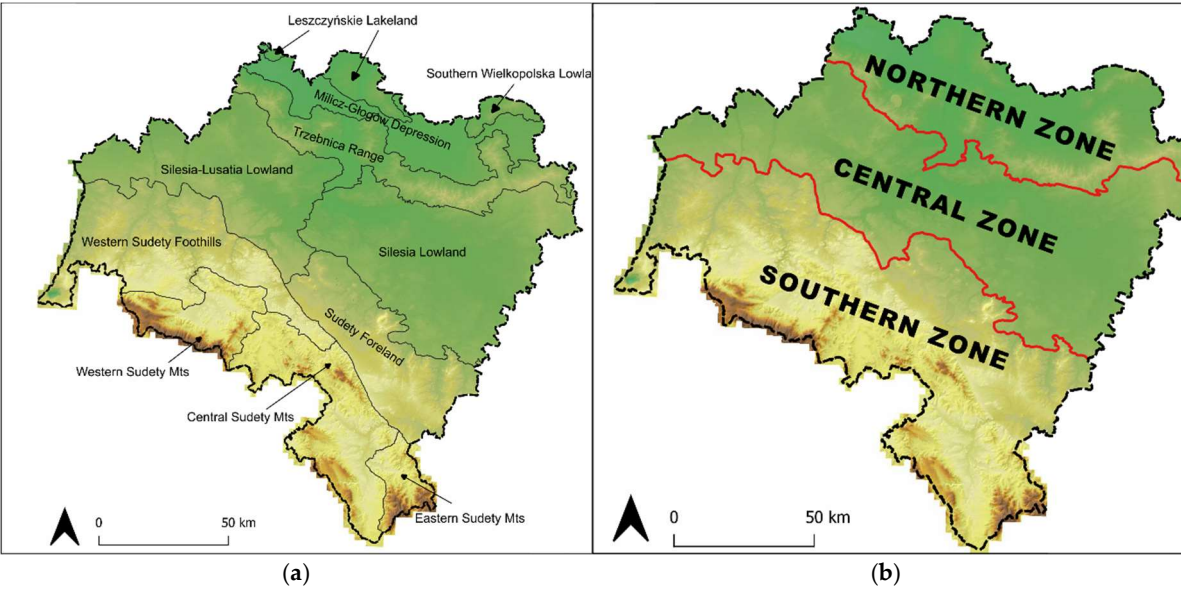 Leszczyńskie Lakeland
Southern Wielkopolska Lowla
Milicz-Głogów Depression
Trzebnica Range
Silesia-Lusatia Lowland
Western Sudety Foothills
Silesia Lowland
Sudety Foreland
Western Sudety Mts
Central Sudety Mts
Eastern Sudety Mts
0 50 km
(a)
NORTHERN ZONE
CENTRAL ZONE
SOUTHERN ZONE
0 50 km
(b)